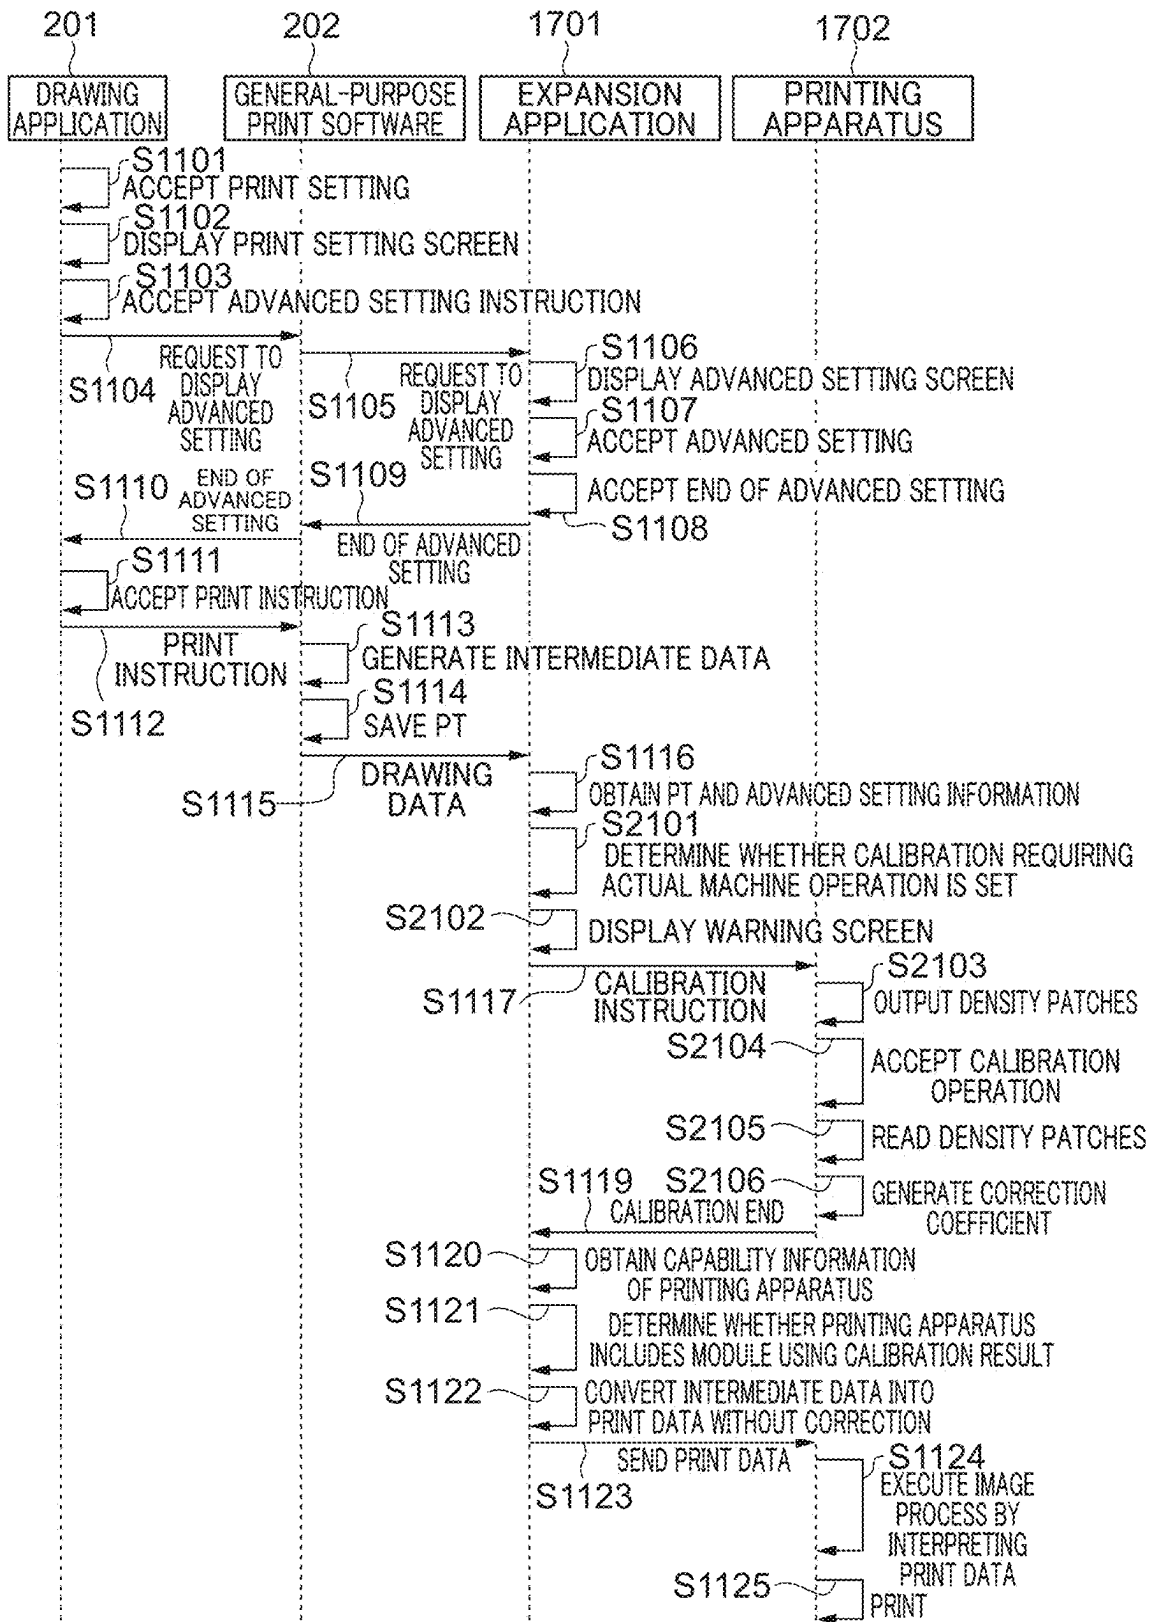 201
202
1701
1702
DRAWING
APPLICATION
GENERAL-PURPOSE
PRINT SOFTWARE
EXPANSION
APPLICATION
PRINTING
APPARATUS
S1101
ACCEPT PRINT SETTING
S1102
DISPLAY PRINT SETTING SCREEN
S1103
ACCEPT ADVANCED SETTING INSTRUCTION
S1104
REQUEST TO
DISPLAY
ADVANCED
SETTING
S1105
REQUEST TO
DISPLAY
ADVANCED
SETTING
S1106
DISPLAY ADVANCED SETTING SCREEN
S1107
ACCEPT ADVANCED SETTING
ACCEPT END OF ADVANCED SETTING
S1108
S1109
END OF ADVANCED
SETTING
S1110
END OF
ADVANCED
SETTING
S1111
ACCEPT PRINT INSTRUCTION
PRINT
INSTRUCTION
S1112
S1113
GENERATE INTERMEDIATE DATA
S1114
SAVE PT
S1115
DRAWING
DATA
S1116
OBTAIN PT AND ADVANCED SETTING INFORMATION
S2101
DETERMINE WHETHER CALIBRATION REQUIRING
ACTUAL MACHINE OPERATION IS SET
S2102
DISPLAY WARNING SCREEN
S1117
CALIBRATION
INSTRUCTION
S2103
OUTPUT DENSITY PATCHES
S2104
ACCEPT CALIBRATION
OPERATION
S2105
READ DENSITY PATCHES
S2106
GENERATE CORRECTION
COEFFICIENT
S1119
CALIBRATION END
S1120
OBTAIN CAPABILITY INFORMATION
OF PRINTING APPARATUS
S1121
DETERMINE WHETHER PRINTING APPARATUS
INCLUDES MODULE USING CALIBRATION RESULT
S1122
CONVERT INTERMEDIATE DATA INTO
PRINT DATA WITHOUT CORRECTION
SEND PRINT DATA
S1123
S1124
EXECUTE IMAGE
PROCESS BY
INTERPRETING
PRINT DATA
S1125
PRINT